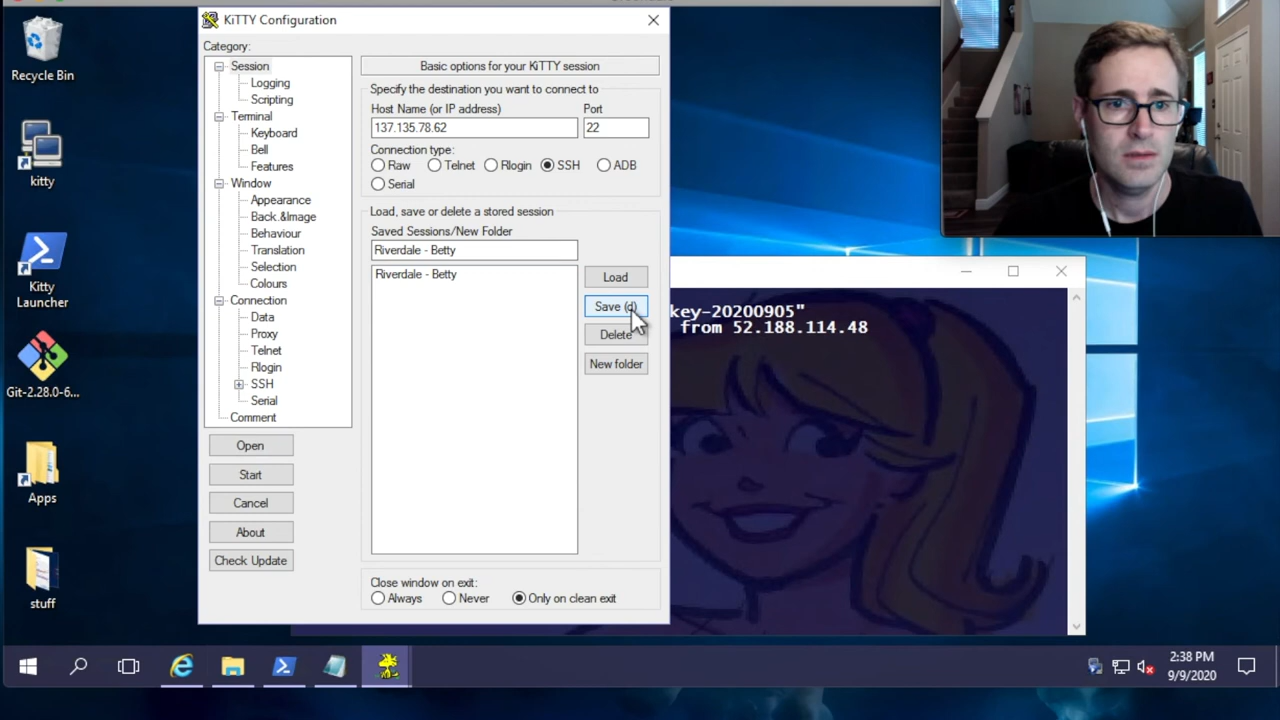 KiTTY Configuration
Category:
Session
Logging
Scripting
Terminal
Keyboard
Bell
Features
Window
Appearance
Back.&Image
Behaviour
Translation
Selection
Colours
Connection
Data
Proxy
Telnet
Rlogin
SSH
Serial
Comment
Open
Start
Cancel
About
Check Update
Basic options for your KiTTY session
Specify the destination you want to connect to
Host Name (or IP address) Port
137.135.78.62 22
Connection type:
Raw Telnet Rlogin SSH ADB
Serial
Load, save or delete a stored session
Saved Sessions/New Folder
Riverdale - Betty
Riverdale - Betty
Load
Save (d)
Delete
New folder
Close window on exit:
Always Never Only on clean exit
key-20200905"
from 52.188.114.48
Recycle Bin
kitty
Kitty
Launcher
Git-2.28.0-6...
Apps
stuff
2:38 PM
9/9/2020